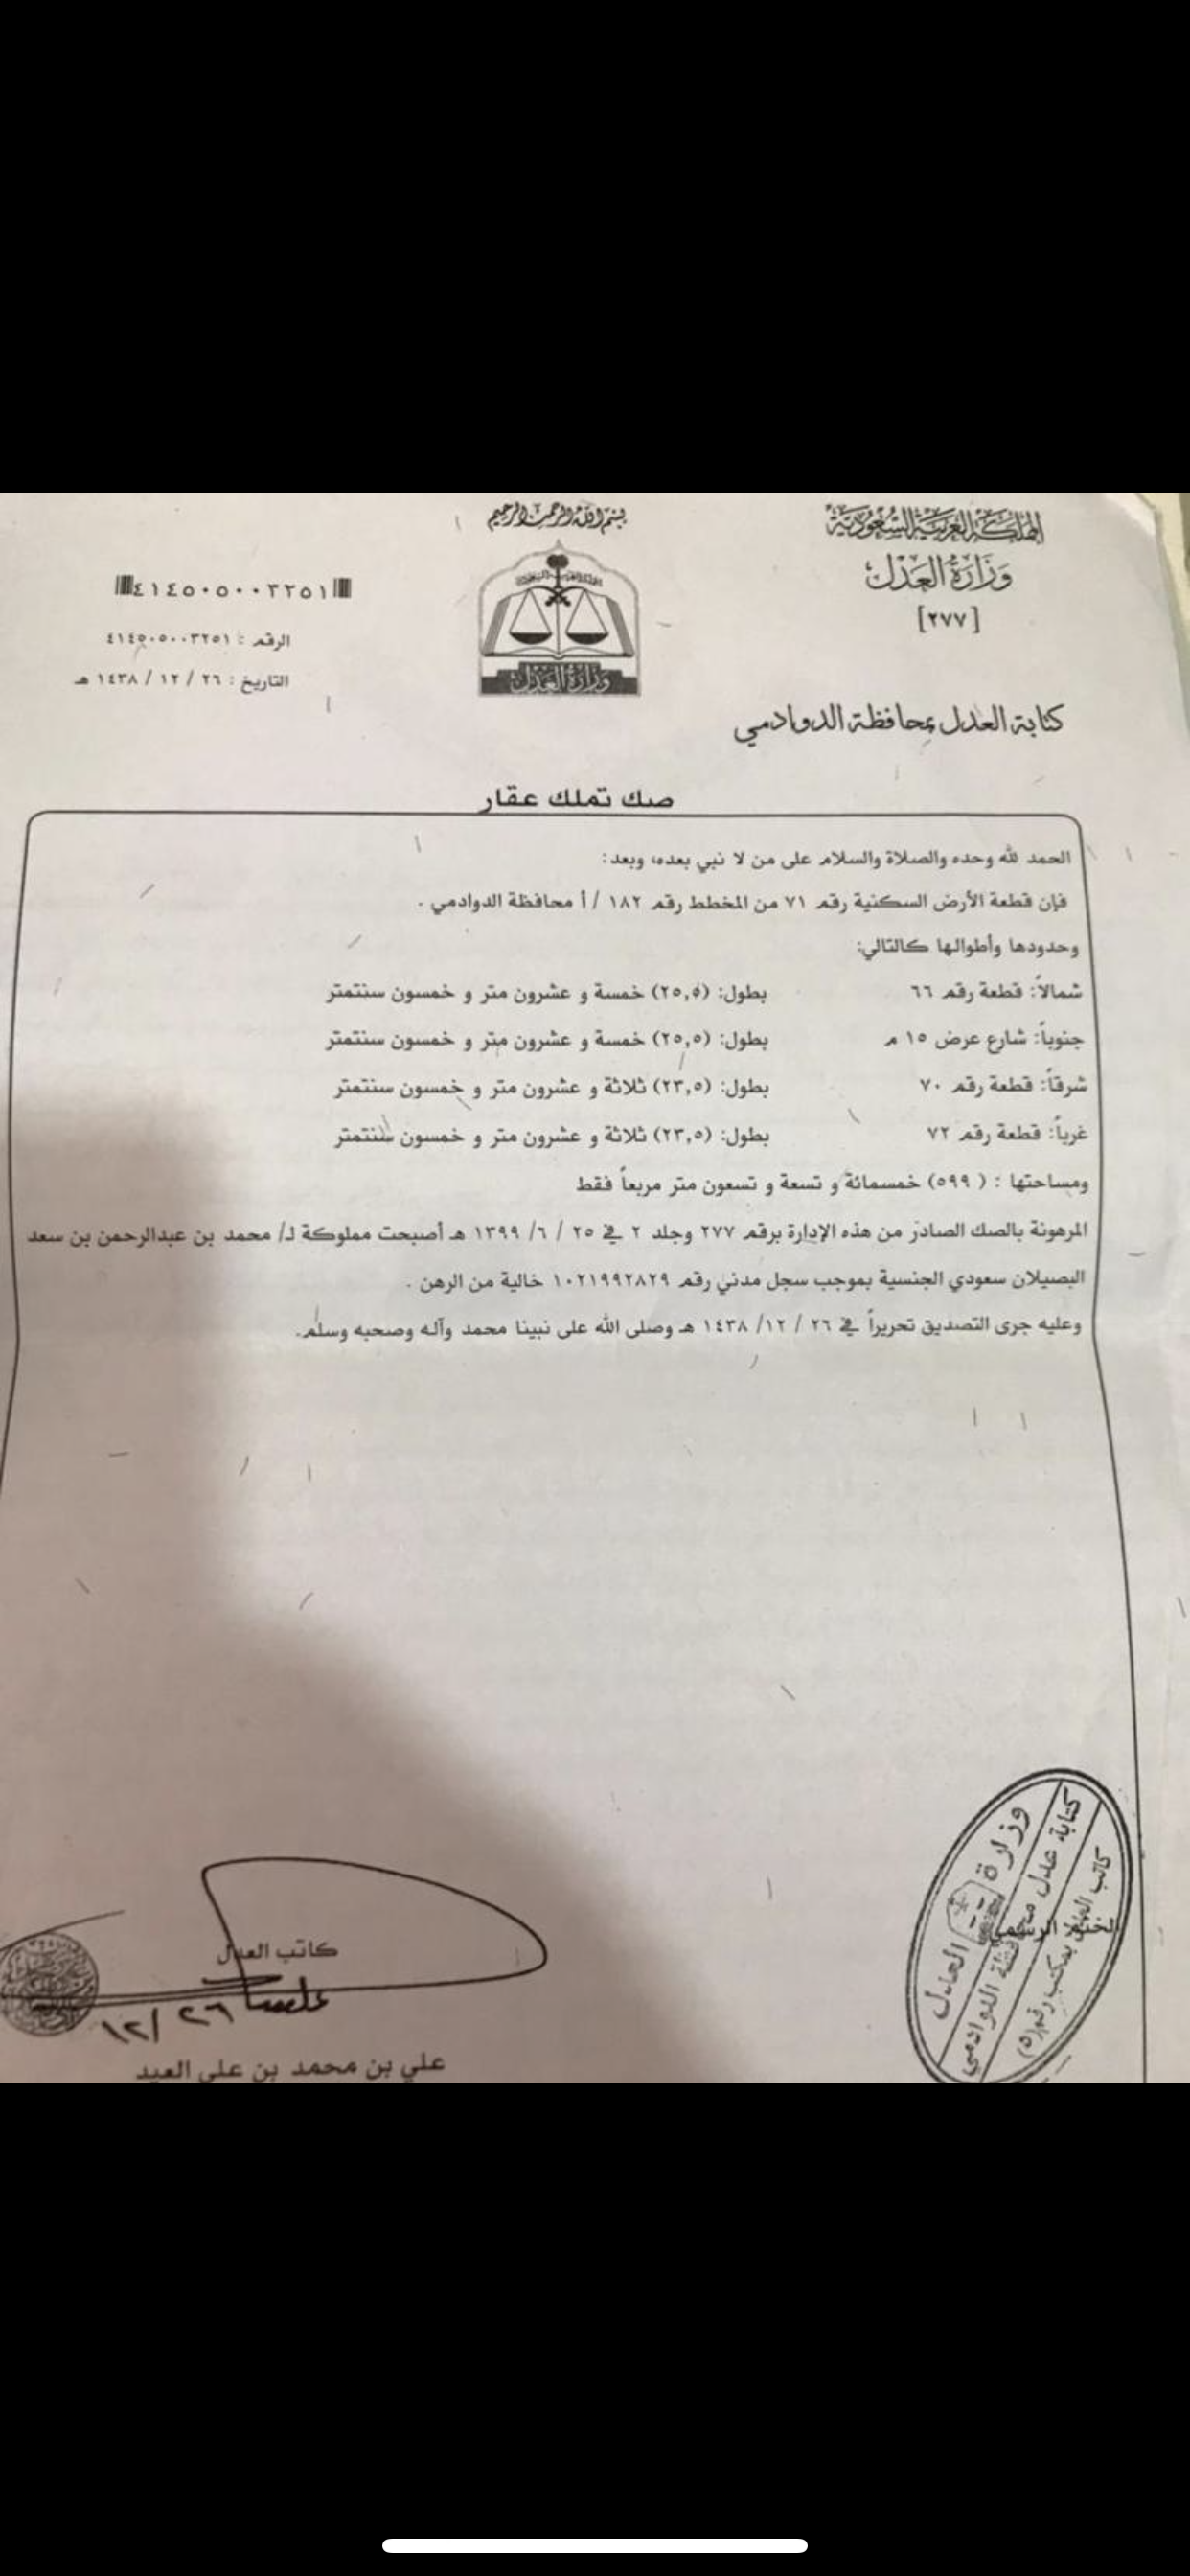 بسم الله الرحمن الرحيم
المملكة العربية السعودية
وزارة العدل
[٢٧٧]
كتابة العدل بمحافظة الدوادمي
٤١٤٥٠٥٠٠٣٢٥١
الرقم : ٤١٤٥٠٥٠٠٣٢٥١
التاريخ : ٢٦ / ١٢ / ١٤٣٨ هـ
وزارة العدل
صك تملك عقار
الحمد لله وحده والصلاة والسلام على من لا نبي بعده، وبعد:
فإن قطعة الأرض السكنية رقم ٧١ من المخطط رقم ١٨٢ / أ محافظة الدوادمي .
وحدودها وأطوالها كالتالي:
شمالاً: قطعة رقم ٦٦ بطول: (٢٥,٥) خمسة و عشرون متر و خمسون سنتمتر
جنوباً: شارع عرض ١٥ م بطول: (٢٥,٥) خمسة و عشرون متر و خمسون سنتمتر
شرقاً: قطعة رقم ٧٠ بطول: (٢٣,٥) ثلاثة و عشرون متر و خمسون سنتمتر
غرباً: قطعة رقم ٧٢ بطول: (٢٣,٥) ثلاثة و عشرون متر و خمسون سنتمتر
ومساحتها : ( ٥٩٩) خمسمائة و تسعة و تسعون متر مربعاً فقط
المرهونة بالصك الصادر من هذه الإدارة برقم ٢٧٧ وجلد ٢ في ٢٥ / ٦ / ١٣٩٩ هـ أصبحت مملوكة لـ/ محمد بن عبدالرحمن بن سعد
البصيلان سعودي الجنسية بموجب سجل مدني رقم ١٠٢١٩٩٢٨٢٩ خالية من الرهن .
وعليه جرى التصديق تحريراً في ٢٦ / ١٢ / ١٤٣٨ هـ وصلى الله على نبينا محمد وآله وصحبه وسلم.
وزارة العدل
كتابة عدل محافظة الدوادمي
كاتب العدل بمكتب رقم (٥)
الختم الرسمي
كاتب العدل
٢٦ /١٢
علي بن محمد بن علي العيد